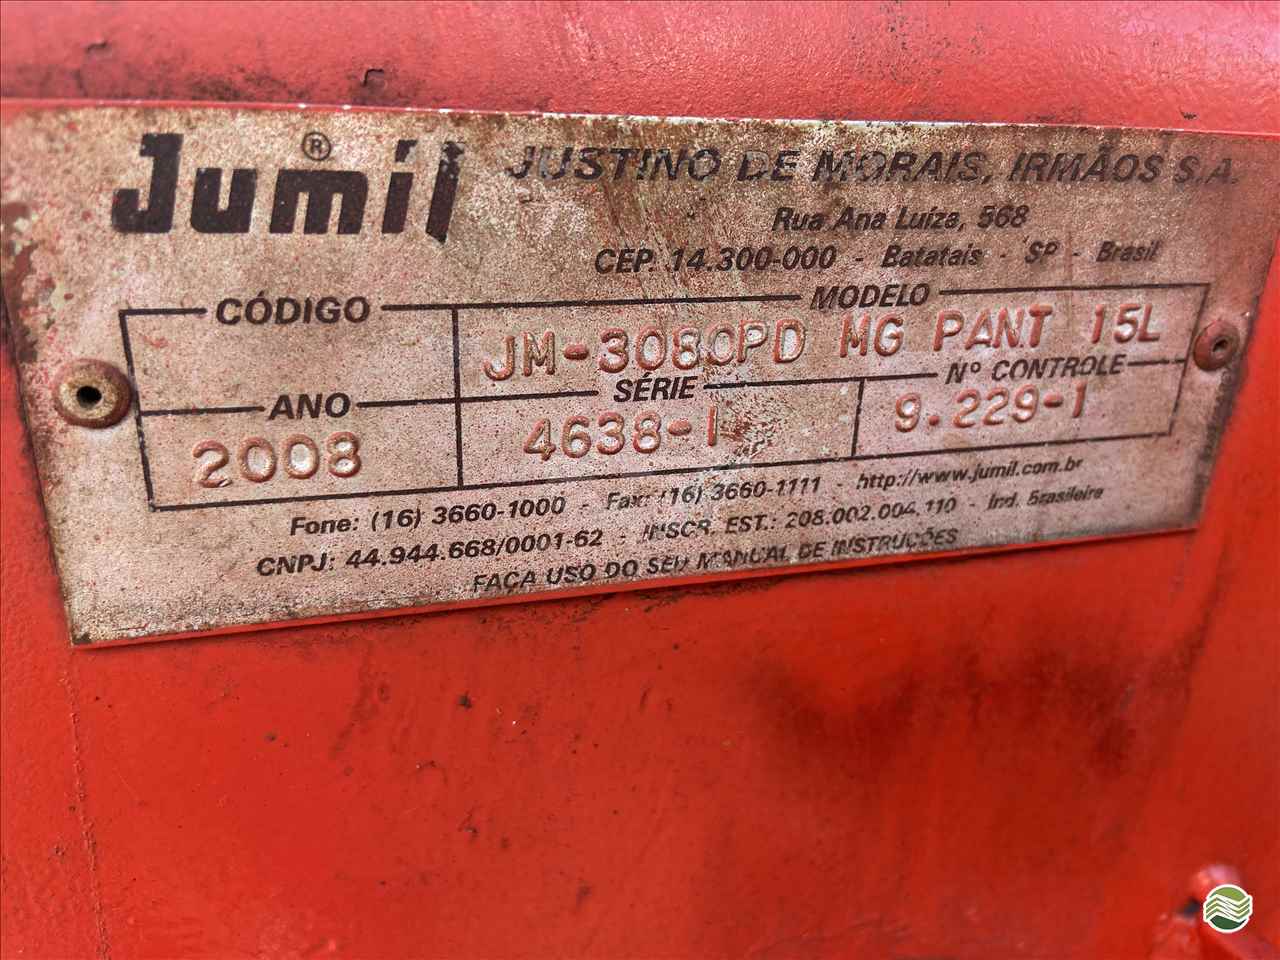 Jumil ® JUSTINO DE MORAIS, IRMÃOS S.A.
Rua Ana Luíza, 568
CEP. 14.300-000 - Batatais - SP - Brasil
CÓDIGO MODELO
JM-3080PD MG PANT 15L
ANO SÉRIE Nº CONTROLE
2008 4638-1 9.229-1
Fone: (16) 3660-1000 - Fax: (16) 3660-1111 - http://www.jumil.com.br
CNPJ: 44.944.668/0001-62 - INSCR. EST.: 208.002.004.110 - Ind. Brasileira
FAÇA USO DO SEU MANUAL DE INSTRUÇÕES